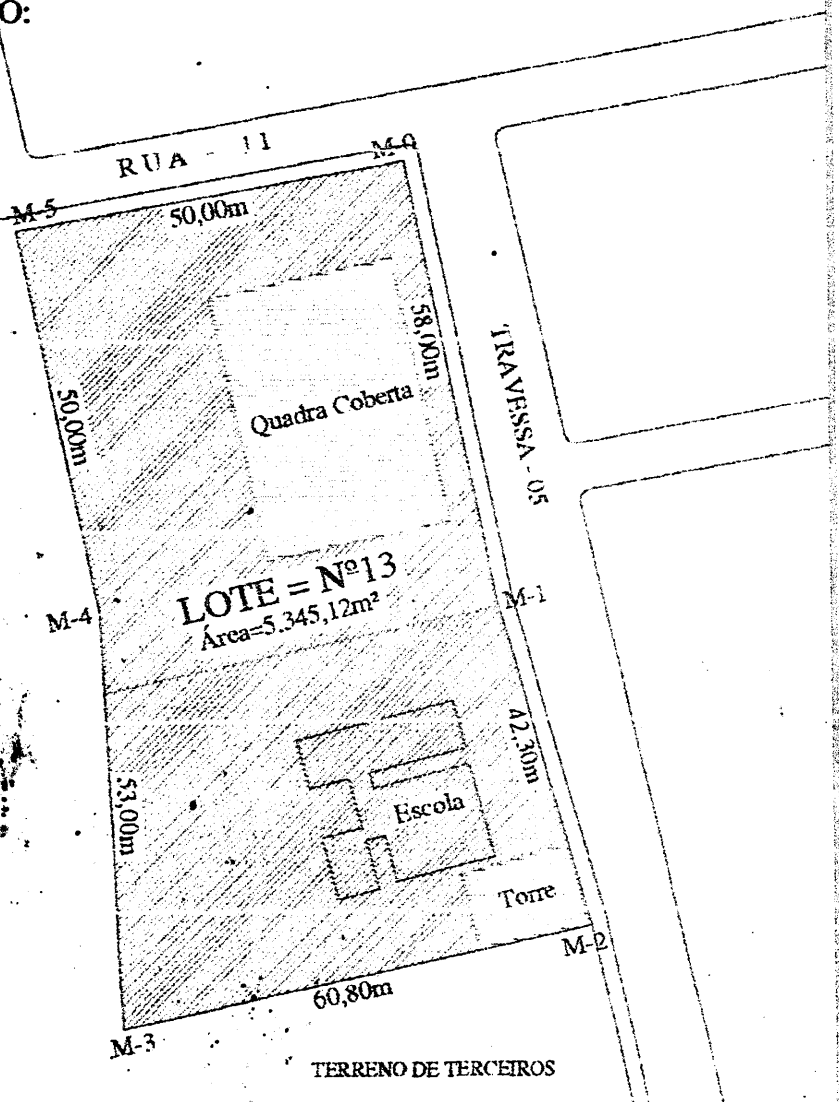 O:
RUA - 11
M-0
M-5
50,00m
58,00m
TRAVESSA - 05
50,00m
Quadra Coberta
LOTE = Nº13
Área=5.345,12m²
M-4
M-1
42,30m
53,00m
Escola
Torre
M-2
60,80m
M-3
TERRENO DE TERCEIROS